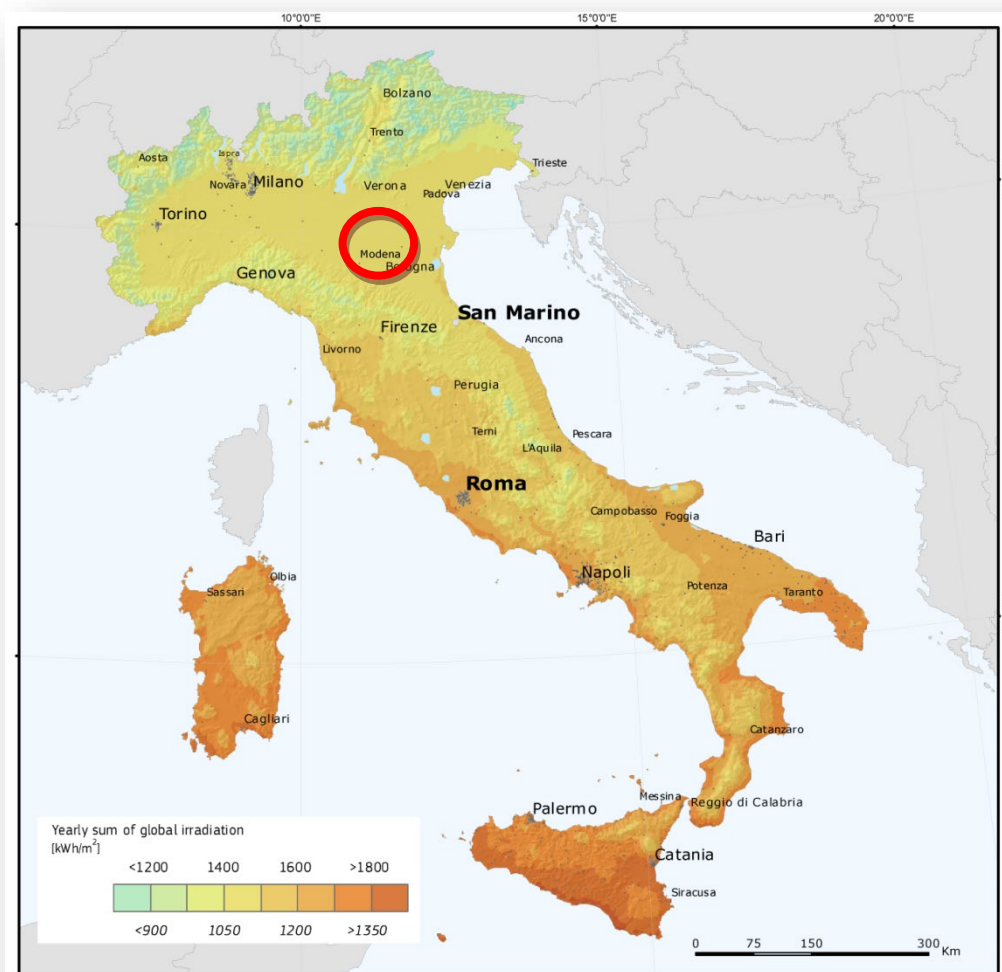 10°0'0"E 15°0'0"E 20°0'0"E
Bolzano
Trento
Aosta
Ispra
Trieste
Novara
Milano
Verona
Venezia
Padova
Torino
Modena
Bologna
Genova
San Marino
Firenze
Ancona
Livorno
Perugia
Terni
Pescara
L'Aquila
Roma
Campobasso
Foggia
Bari
Olbia
Napoli
Sassari
Potenza
Taranto
Cagliari
Catanzaro
Messina
Reggio di Calabria
Palermo
Catania
Siracusa
Yearly sum of global irradiation
[kWh/m²]
<1200 1400 1600 >1800
<900 1050 1200 >1350
0 75 150 300 Km